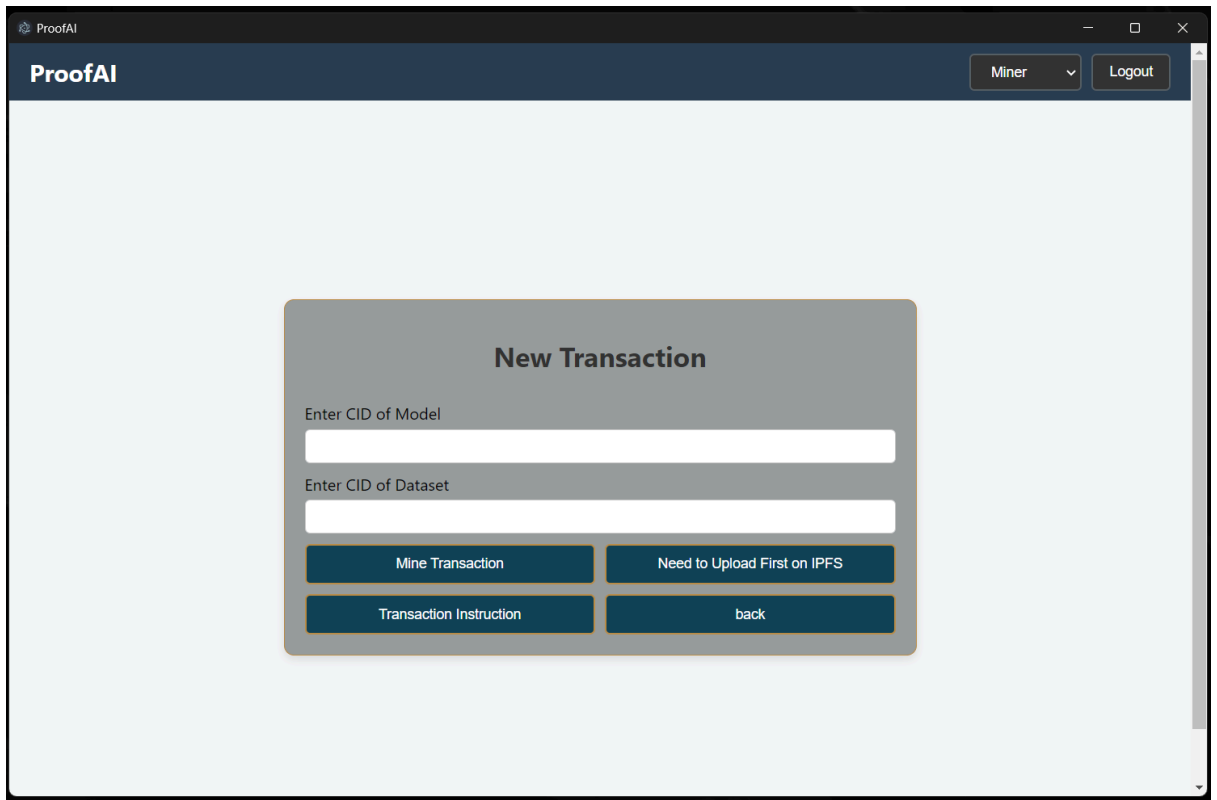 ProofAI
ProofAI
Miner
Logout
New Transaction
Enter CID of Model
Enter CID of Dataset
Mine Transaction
Need to Upload First on IPFS
Transaction Instruction
back